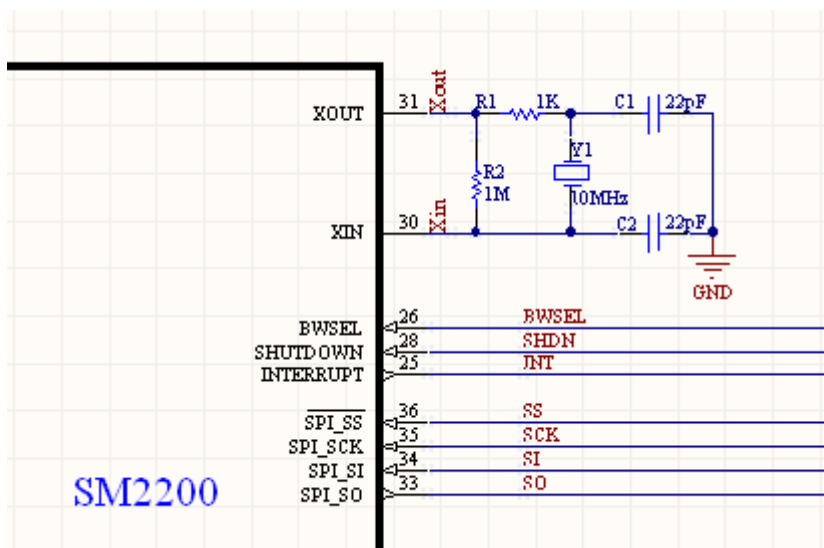 XOUT 31 Xout R1 1K C1 22pF
R2
1M
Y1
10MHz
XIN 30 Xin C2 22pF
GND
BWSEL 26 BWSEL
SHUTDOWN 28 SHDN
INTERRUPT 25 INT
SPI_SS 36 SS
SPI_SCK 35 SCK
SPI_SI 34 SI
SPI_SO 33 SO
SM2200